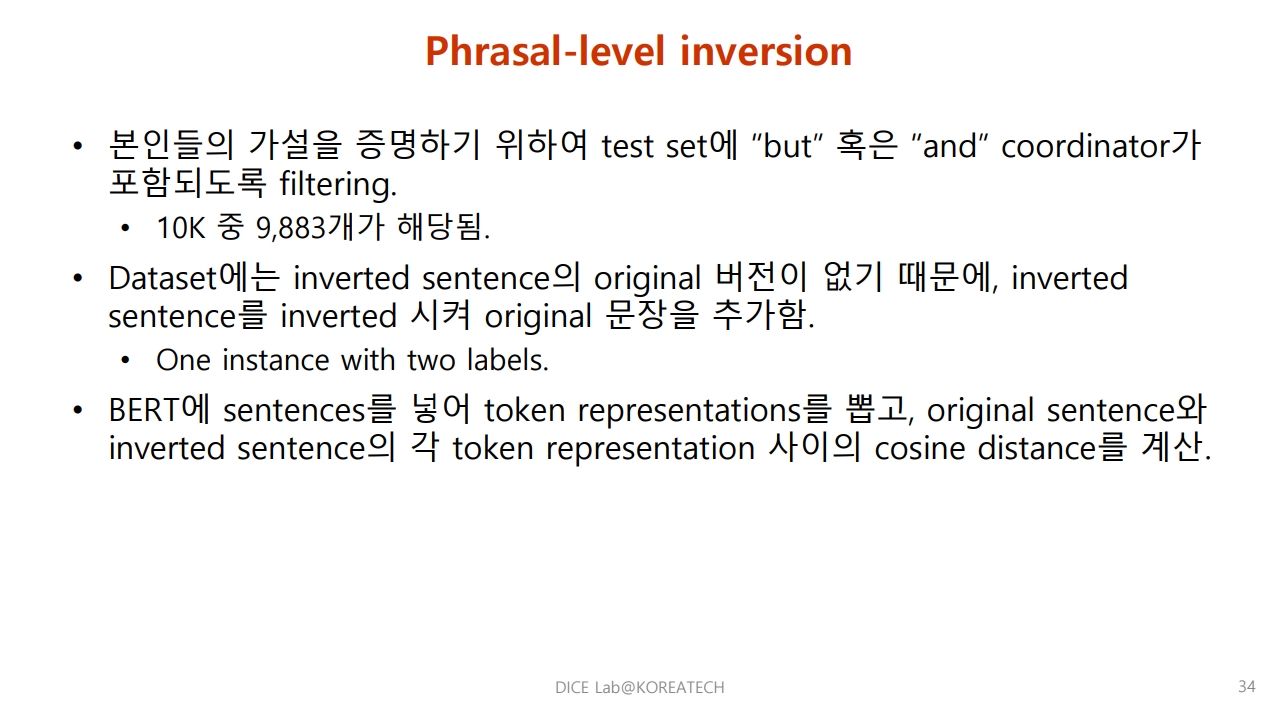 Phrasal-level inversion
• 본인들의 가설을 증명하기 위하여 test set에 "but" 혹은 "and" coordinator가
포함되도록 filtering.
• 10K 중 9,883개가 해당됨.
• Dataset에는 inverted sentence의 original 버전이 없기 때문에, inverted
sentence를 inverted 시켜 original 문장을 추가함.
• One instance with two labels.
• BERT에 sentences를 넣어 token representations를 뽑고, original sentence와
inverted sentence의 각 token representation 사이의 cosine distance를 계산.
DICE Lab@KOREATECH
34